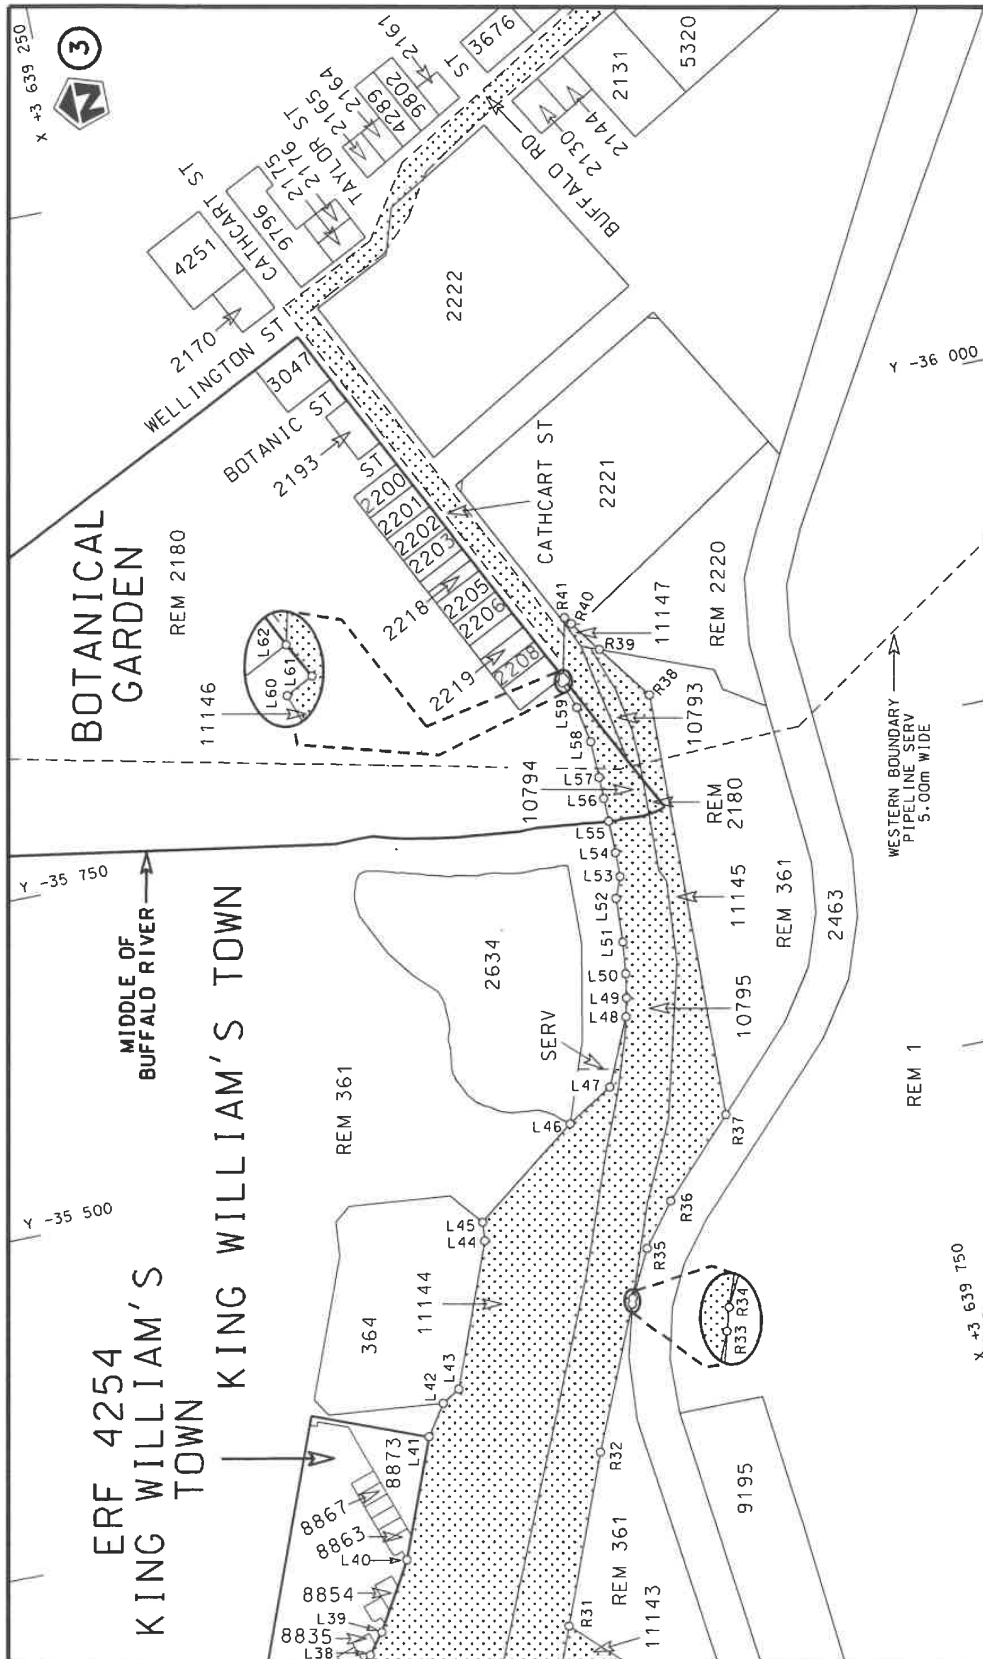 X +3 639 250
3
N
2161
3676
ST
9802
4289
2164
2165
TAYLOR ST
2176
2175
9796
CATHCART ST
4251
2170
WELLINGTON ST
3047
BOTANIC ST
2193
ST
5320
2131
2144
2130
BUFFALO RD
2222
Y -36 000
2200
2201
2202
2203
2218
2205
2206
2219
2208
CATHCART ST
2221
REM 2220
11147
R41
R40
R39
R38
10793
BOTANICAL
GARDEN
REM 2180
L62
L61
L60
11146
L59
L58
L57
L56
L55
L54
L53
L52
L51
L50
L49
L48
L47
L46
10794
REM
2180
WESTERN BOUNDARY
PIPELINE SERV
5.00m WIDE
Y -35 750
MIDDLE OF
BUFFALO RIVER
KING WILLIAM'S TOWN
2634
SERV
REM 361
11145
10795
REM 361
2463
REM 1
R37
R36
R35
R34
R33
R32
R31
Y -35 500
L45
L44
L43
L42
L41
364
11144
ERF 4254
KING WILLIAM'S
TOWN
8873
8867
8863
L40
8854
L39
8835
L38
REM 361
11143
9195
X +3 639 750